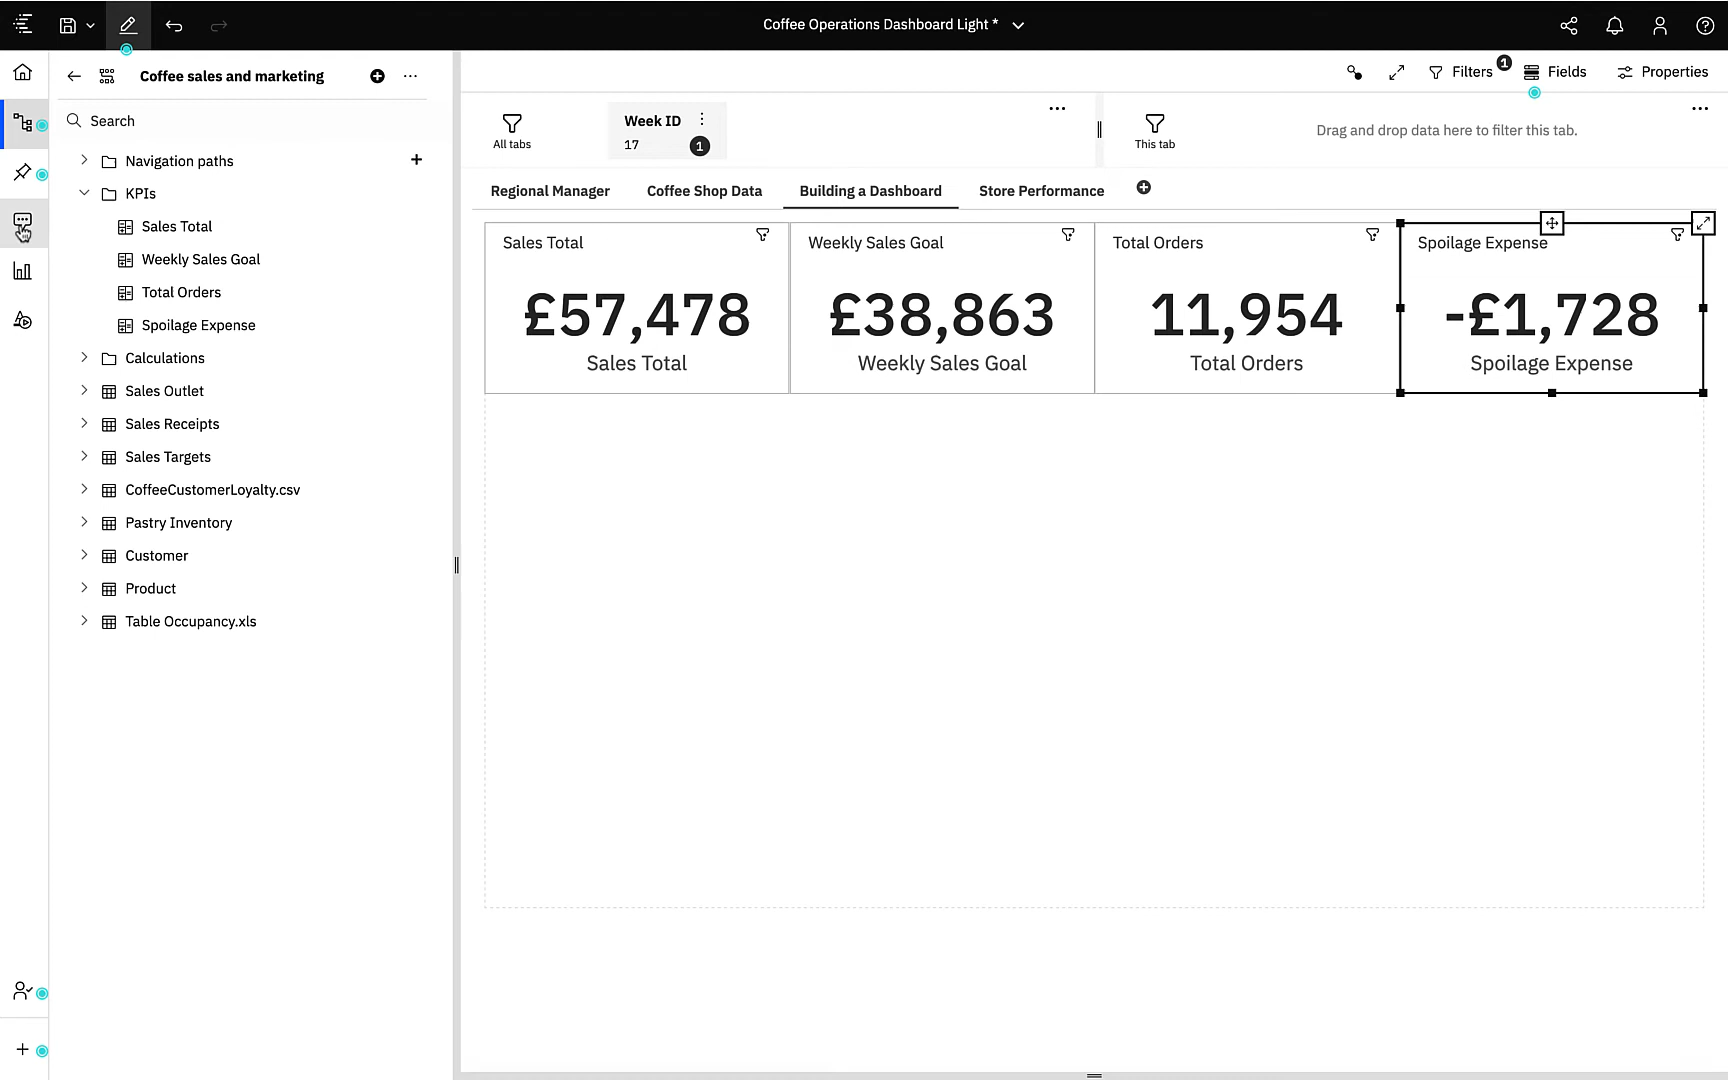 Coffee Operations Dashboard Light *
Coffee sales and marketing
Search
Navigation paths
KPIs
Sales Total
Weekly Sales Goal
Total Orders
Spoilage Expense
Calculations
Sales Outlet
Sales Receipts
Sales Targets
CoffeeCustomerLoyalty.csv
Pastry Inventory
Customer
Product
Table Occupancy.xls
Filters 1
Fields
Properties
All tabs
Week ID
17 1
This tab
Drag and drop data here to filter this tab.
Regional Manager
Coffee Shop Data
Building a Dashboard
Store Performance
Sales Total
£57,478
Sales Total
Weekly Sales Goal
£38,863
Weekly Sales Goal
Total Orders
11,954
Total Orders
Spoilage Expense
-£1,728
Spoilage Expense